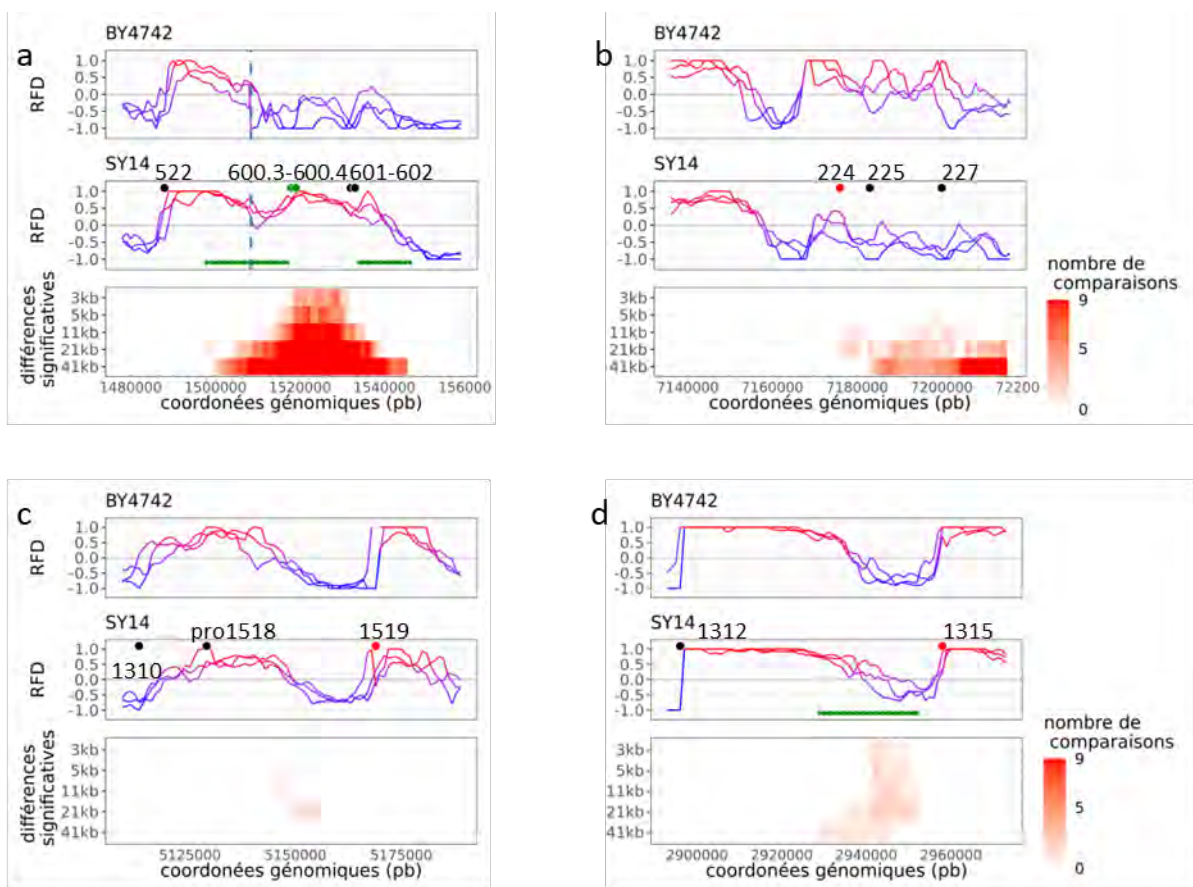 a
BY4742
RFD
1.0
0.5
0.0
-0.5
-1.0
SY14
522
600.3-600.4
601-602
RFD
1.0
0.5
0.0
-0.5
-1.0
différences
significatives
3kb
5kb
11kb
21kb
41kb
14800000
1500000
1520000
1540000
156000
coordonées génomiques (pb)
b
BY4742
1.0
0.5
0.0
-0.5
-1.0
SY14
224
225
227
1.0
0.5
0.0
-0.5
-1.0
3kb
5kb
11kb
21kb
41kb
7140000
7160000
7180000
7200000
72200
coordonées génomiques (pb)
nombre de
comparaisons
9
5
0
c
BY4742
RFD
1.0
0.5
0.0
-0.5
-1.0
SY14
1310
pro1518
1519
RFD
1.0
0.5
0.0
-0.5
-1.0
différences
significatives
3kb
5kb
11kb
21kb
41kb
5125000
5150000
5175000
coordonées génomiques (pb)
d
BY4742
1.0
0.5
0.0
-0.5
-1.0
SY14
1312
1315
1.0
0.5
0.0
-0.5
-1.0
3kb
5kb
11kb
21kb
41kb
2900000
2920000
2940000
2960000
coordonées génomiques (pb)
nombre de
comparaisons
9
5
0